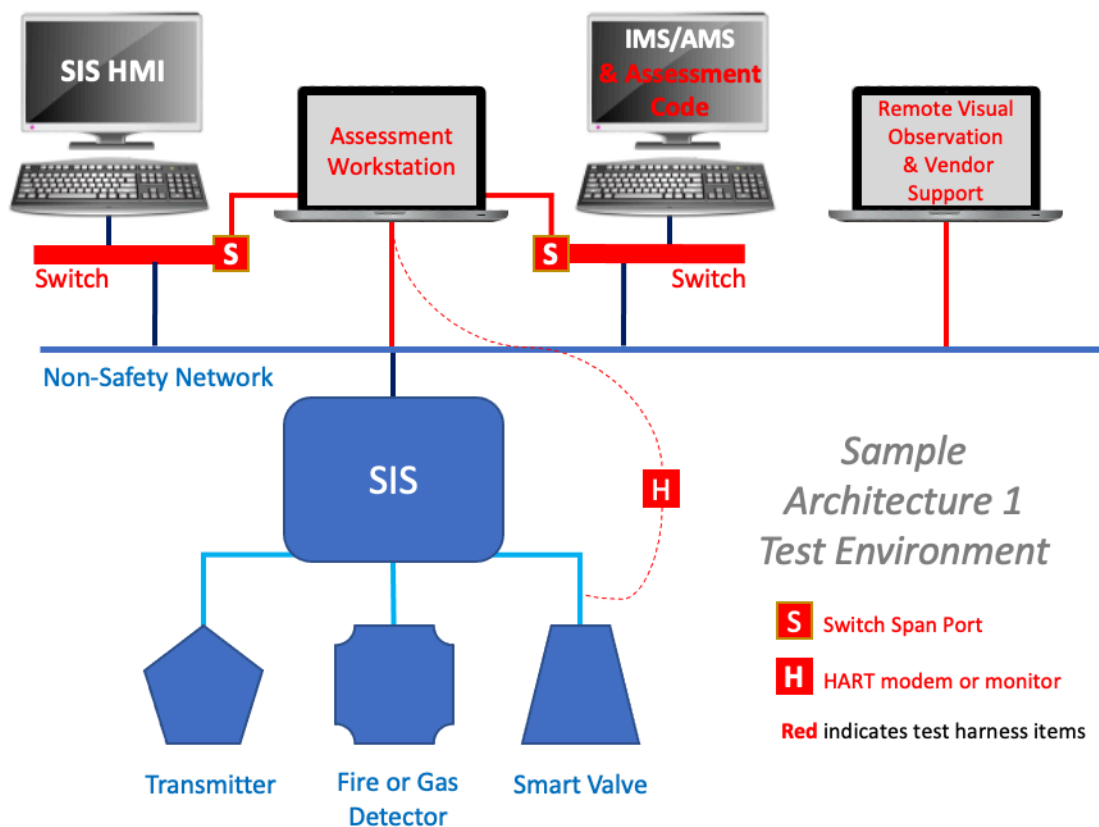 SIS HMI
Assessment
Workstation
IMS/AMS
& Assessment
Code
Remote Visual
Observation
& Vendor
Support
S
S
Switch
Switch
Non-Safety Network
SIS
H
Sample
Architecture 1
Test Environment
S Switch Span Port
H HART modem or monitor
Red indicates test harness items
Transmitter
Fire or Gas
Detector
Smart Valve